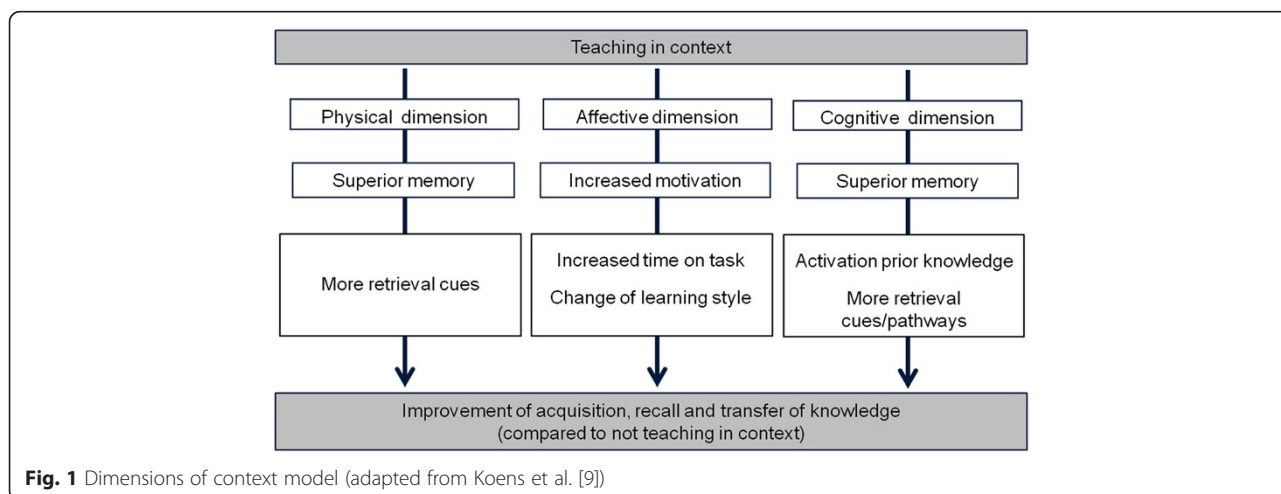 Teaching in context
Physical dimension
Affective dimension
Cognitive dimension
Superior memory
Increased motivation
Superior memory
More retrieval cues
Increased time on task
Change of learning style
Activation prior knowledge
More retrieval
cues/pathways
Improvement of acquisition, recall and transfer of knowledge
(compared to not teaching in context)
Fig. 1 Dimensions of context model (adapted from Koens et al. [9])